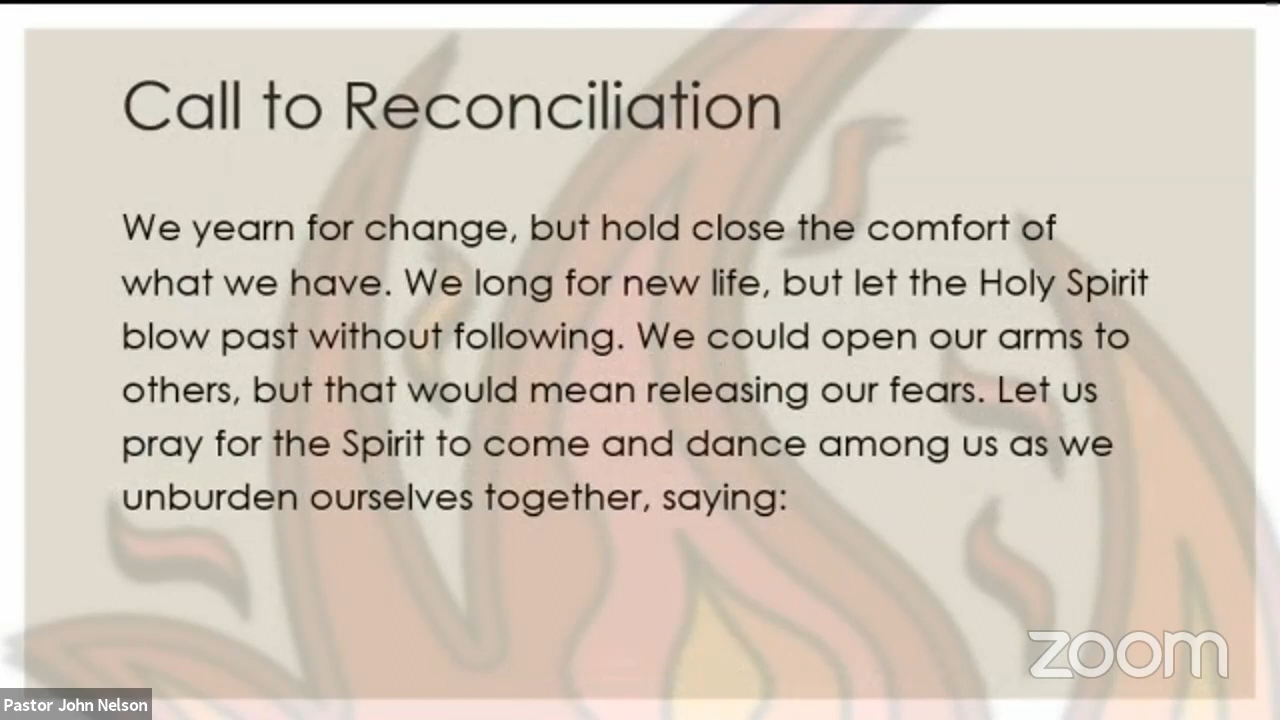 Call to Reconciliation
We yearn for change, but hold close the comfort of
what we have. We long for new life, but let the Holy Spirit
blow past without following. We could open our arms to
others, but that would mean releasing our fears. Let us
pray for the Spirit to come and dance among us as we
unburden ourselves together, saying:
zoom
Pastor John Nelson